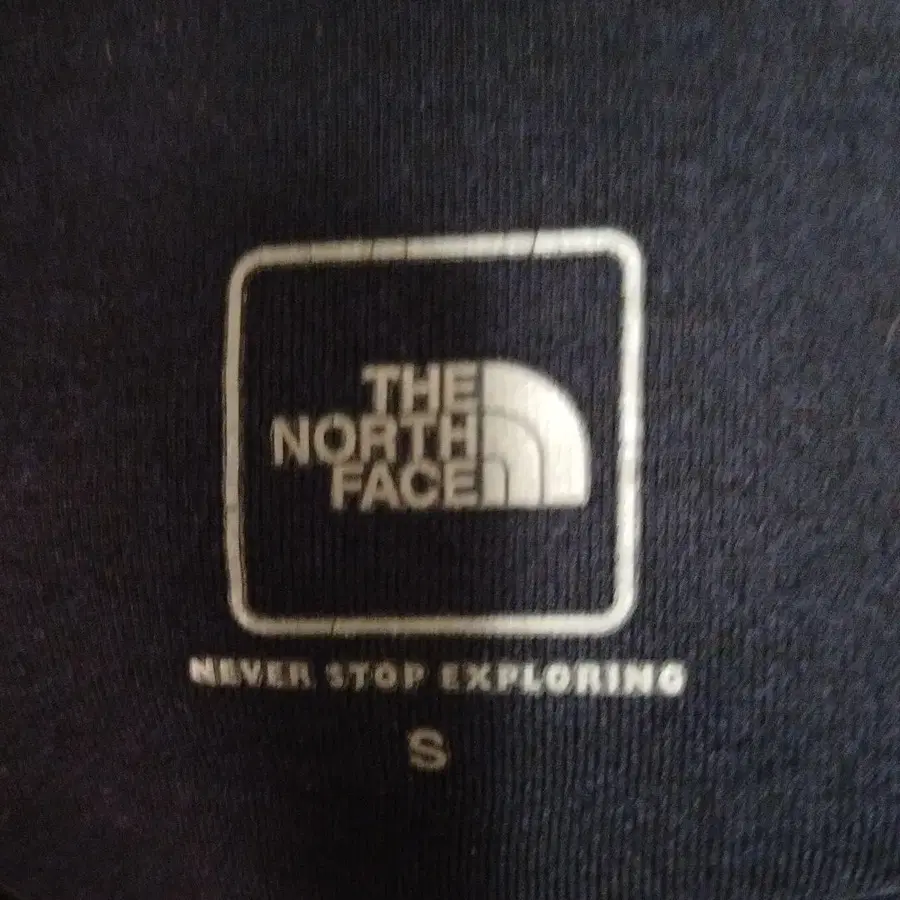 THE
NORTH
FACE
NEVER STOP EXPLORING
S